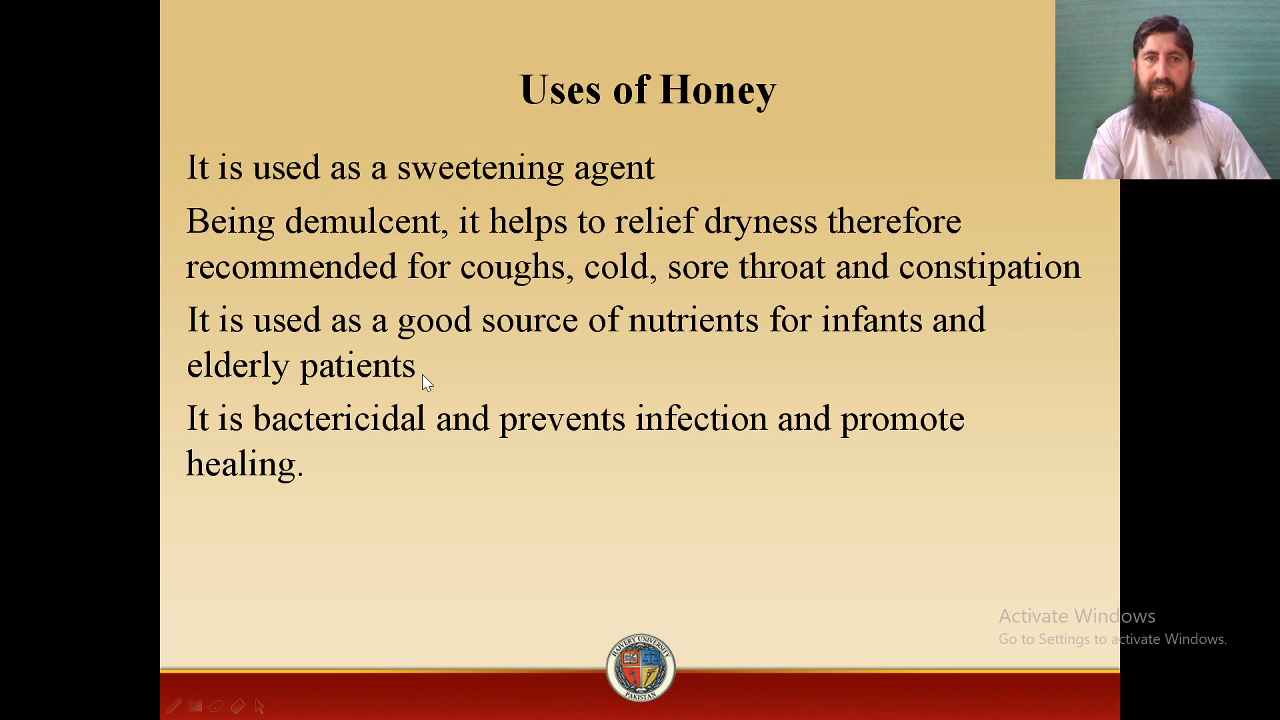 Uses of Honey
It is used as a sweetening agent
Being demulcent, it helps to relief dryness therefore
recommended for coughs, cold, sore throat and constipation
It is used as a good source of nutrients for infants and
elderly patients
It is bactericidal and prevents infection and promote
healing.
Activate Windows
Go to Settings to activate Windows.
UNIVERSITY
PAKISTAN